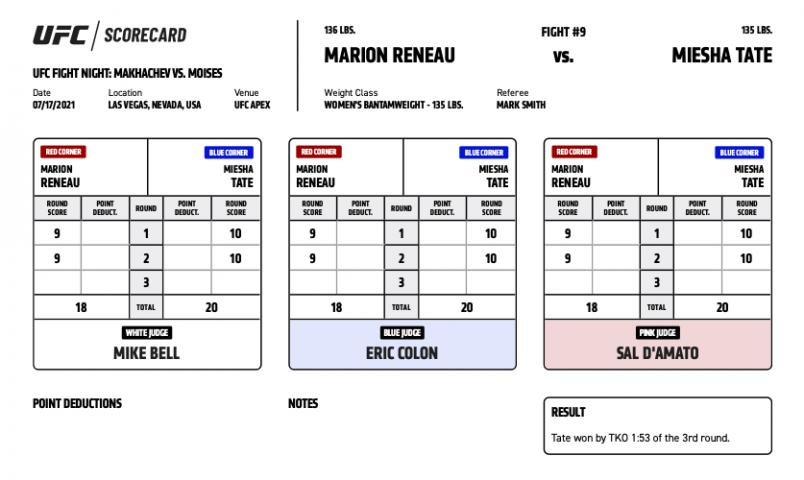 UFC / SCORECARD
UFC FIGHT NIGHT: MAKHACHEV VS. MOISES
Date Location Venue
07/17/2021 LAS VEGAS, NEVADA, USA UFC APEX
136 LBS. FIGHT #9 135 LBS.
MARION RENEAU VS. MIESHA TATE
Weight Class Referee
WOMEN'S BANTAMWEIGHT - 135 LBS. MARK SMITH
RED CORNER BLUE CORNER
MARION MIESHA
RENEAU TATE
ROUND SCORE POINT DEDUCT. ROUND POINT DEDUCT. ROUND SCORE
9 1 10
9 2 10
3
18 TOTAL 20
WHITE JUDGE
MIKE BELL
RED CORNER BLUE CORNER
MARION MIESHA
RENEAU TATE
ROUND SCORE POINT DEDUCT. ROUND POINT DEDUCT. ROUND SCORE
9 1 10
9 2 10
3
18 TOTAL 20
BLUE JUDGE
ERIC COLON
RED CORNER BLUE CORNER
MARION MIESHA
RENEAU TATE
ROUND SCORE POINT DEDUCT. ROUND POINT DEDUCT. ROUND SCORE
9 1 10
9 2 10
3
18 TOTAL 20
PINK JUDGE
SAL D'AMATO
POINT DEDUCTIONS
NOTES
RESULT
Tate won by TKO 1:53 of the 3rd round.